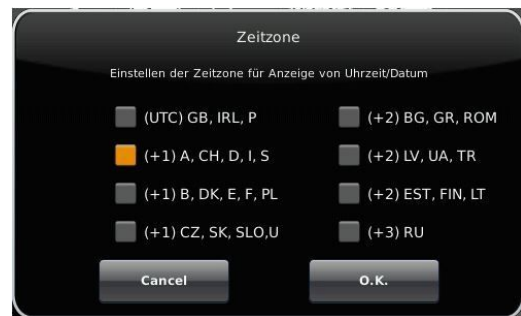 Zeitzone
Einstellen der Zeitzone für Anzeige von Uhrzeit/Datum
(UTC) GB, IRL, P
(+2) BG, GR, ROM
(+1) A, CH, D, I, S
(+2) LV, UA, TR
(+1) B, DK, E, F, PL
(+2) EST, FIN, LT
(+1) CZ, SK, SLO,U
(+3) RU
Cancel
O.K.